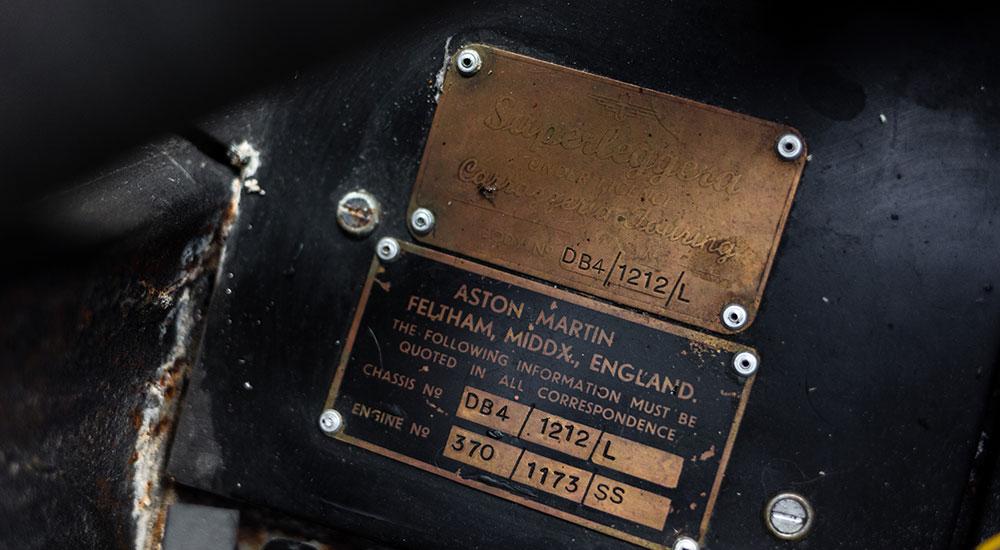 Superleggera
Carrozzeria Touring
DB4/1212/L
ASTON MARTIN
FELTHAM, MIDDX., ENGLAND.
THE FOLLOWING INFORMATION MUST BE
QUOTED IN ALL CORRESPONDENCE
CHASSIS Nº DB4 / 1212 / L
ENGINE Nº 370 / 1173 / SS